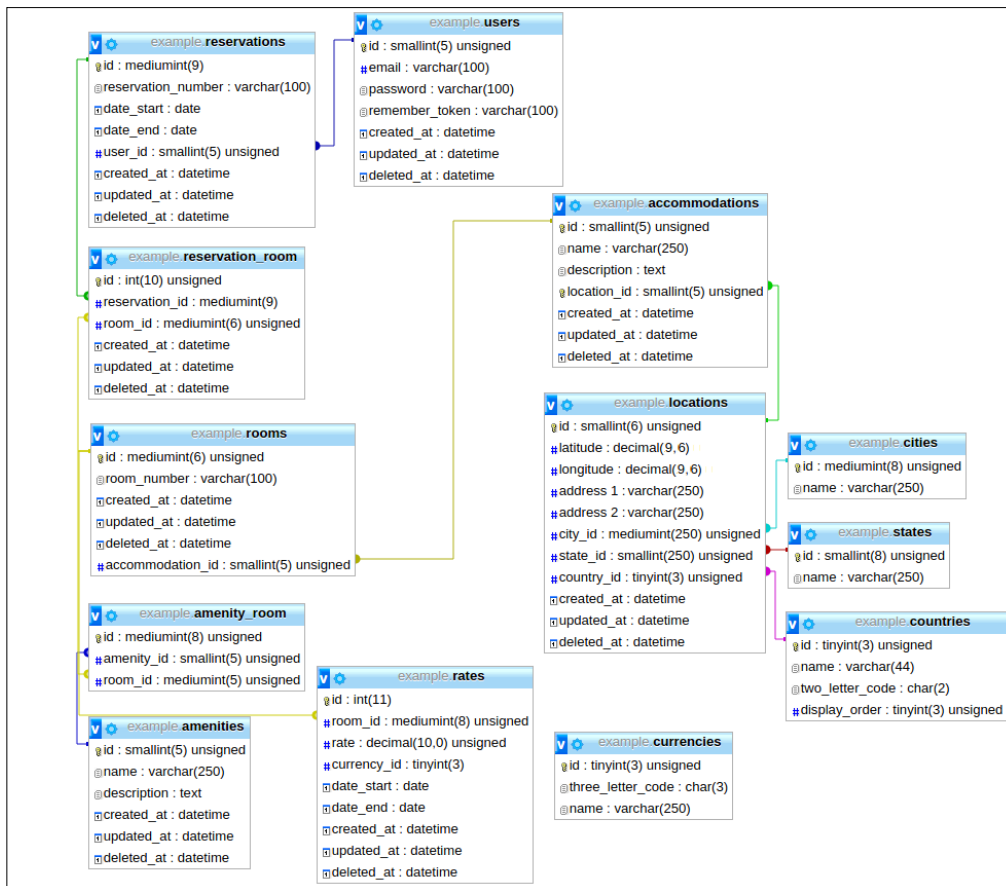 example.reservations
id : mediumint(9)
reservation_number : varchar(100)
date_start : date
date_end : date
user_id : smallint(5) unsigned
created_at : datetime
updated_at : datetime
deleted_at : datetime
example.users
id : smallint(5) unsigned
email : varchar(100)
password : varchar(100)
remember_token : varchar(100)
created_at : datetime
updated_at : datetime
deleted_at : datetime
example.accommodations
id : smallint(5) unsigned
name : varchar(250)
description : text
location_id : smallint(5) unsigned
created_at : datetime
updated_at : datetime
deleted_at : datetime
example.reservation_room
id : int(10) unsigned
reservation_id : mediumint(9)
room_id : mediumint(6) unsigned
created_at : datetime
updated_at : datetime
deleted_at : datetime
example.locations
id : smallint(6) unsigned
latitude : decimal(9,6)
longitude : decimal(9,6)
address 1 : varchar(250)
address 2 : varchar(250)
city_id : mediumint(250) unsigned
state_id : smallint(250) unsigned
country_id : tinyint(3) unsigned
created_at : datetime
updated_at : datetime
deleted_at : datetime
example.cities
id : mediumint(8) unsigned
name : varchar(250)
example.rooms
id : mediumint(6) unsigned
room_number : varchar(100)
created_at : datetime
updated_at : datetime
deleted_at : datetime
accommodation_id : smallint(5) unsigned
example.states
id : smallint(8) unsigned
name : varchar(250)
example.amenity_room
id : mediumint(8) unsigned
amenity_id : smallint(5) unsigned
room_id : mediumint(5) unsigned
example.countries
id : tinyint(3) unsigned
name : varchar(44)
two_letter_code : char(2)
display_order : tinyint(3) unsigned
example.rates
id : int(11)
room_id : mediumint(8) unsigned
rate : decimal(10,0) unsigned
currency_id : tinyint(3)
date_start : date
date_end : date
created_at : datetime
updated_at : datetime
deleted_at : datetime
example.amenities
id : smallint(5) unsigned
name : varchar(250)
description : text
created_at : datetime
updated_at : datetime
deleted_at : datetime
example.currencies
id : tinyint(3) unsigned
three_letter_code : char(3)
name : varchar(250)